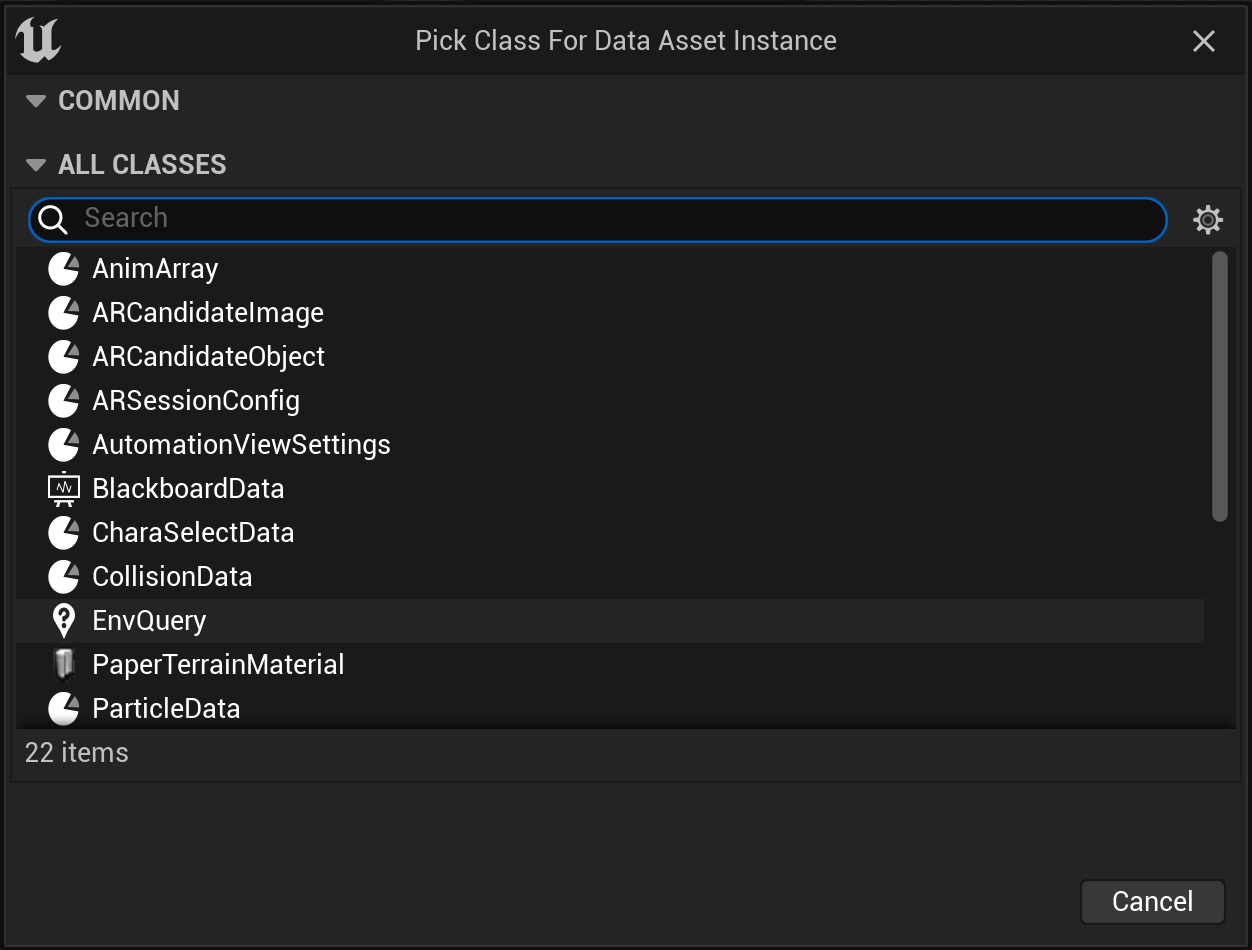 Pick Class For Data Asset Instance
COMMON
ALL CLASSES
Search
AnimArray
ARCandidateImage
ARCandidateObject
ARSessionConfig
AutomationViewSettings
BlackboardData
CharaSelectData
CollisionData
EnvQuery
PaperTerrainMaterial
ParticleData
22 items
Cancel